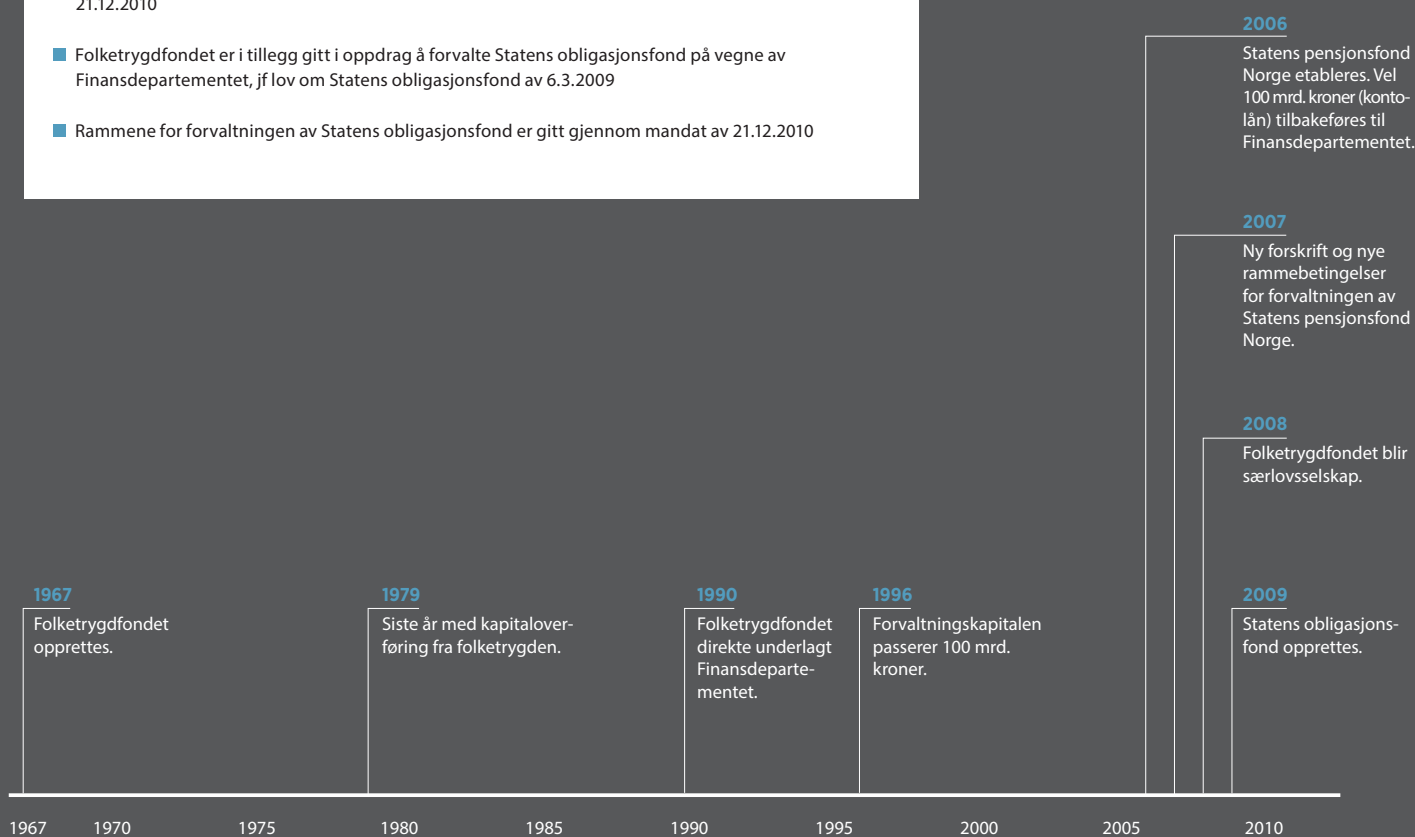 21.12.2010
Folketrygdfondet er i tillegg gitt i oppdrag å forvalte Statens obligasjonsfond på vegne av
Finansdepartementet, jf lov om Statens obligasjonsfond av 6.3.2009
Rammene for forvaltningen av Statens obligasjonsfond er gitt gjennom mandat av 21.12.2010
2006
Statens pensjonsfond
Norge etableres. Vel
100 mrd. kroner (konto-
lån) tilbakeføres til
Finansdepartementet.
2007
Ny forskrift og nye
rammebetingelser
for forvaltningen av
Statens pensjonsfond
Norge.
2008
Folketrygdfondet blir
særlovsselskap.
1967
Folketrygdfondet
opprettes.
1979
Siste år med kapitalover-
føring fra folketrygden.
1990
Folketrygdfondet
direkte underlagt
Finansdeparte-
mentet.
1996
Forvaltningskapitalen
passerer 100 mrd.
kroner.
2009
Statens obligasjons-
fond opprettes.
1967 1970 1975 1980 1985 1990 1995 2000 2005 2010